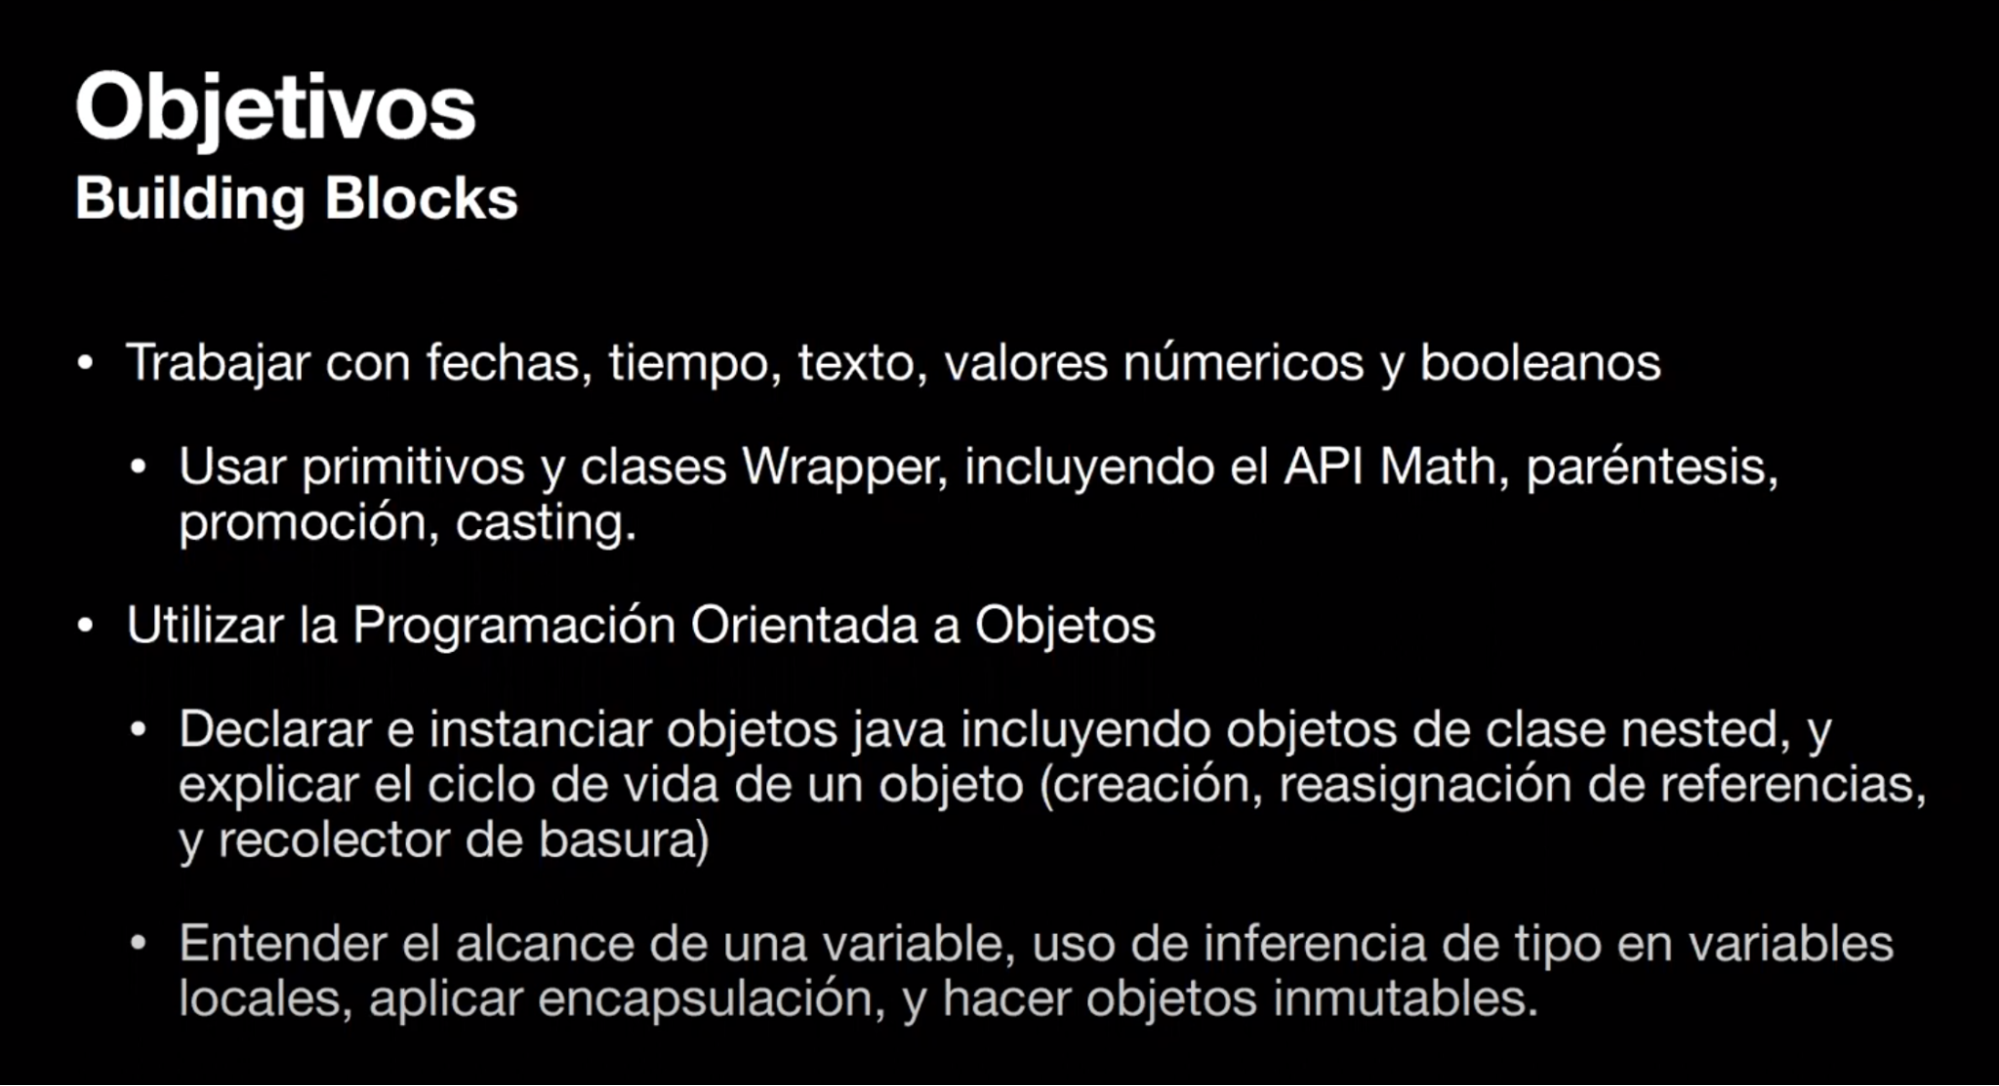 Objetivos
Building Blocks
• Trabajar con fechas, tiempo, texto, valores númericos y booleanos
• Usar primitivos y clases Wrapper, incluyendo el API Math, paréntesis,
promoción, casting.
• Utilizar la Programación Orientada a Objetos
• Declarar e instanciar objetos java incluyendo objetos de clase nested, y
explicar el ciclo de vida de un objeto (creación, reasignación de referencias,
y recolector de basura)
• Entender el alcance de una variable, uso de inferencia de tipo en variables
locales, aplicar encapsulación, y hacer objetos inmutables.